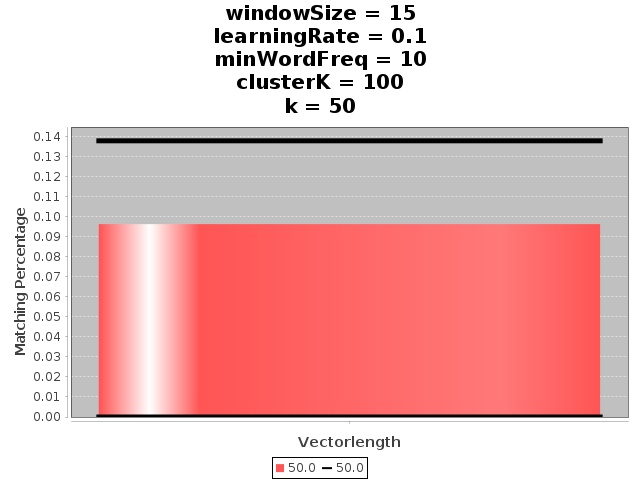 windowSize = 15
learningRate = 0.1
minWordFreq = 10
clusterK = 100
k = 50
0.14
0.13
0.12
0.11
0.10
0.09
0.08
0.07
0.06
0.05
0.04
0.03
0.02
0.01
0.00
Matching Percentage
Vectorlength
50.0 50.0